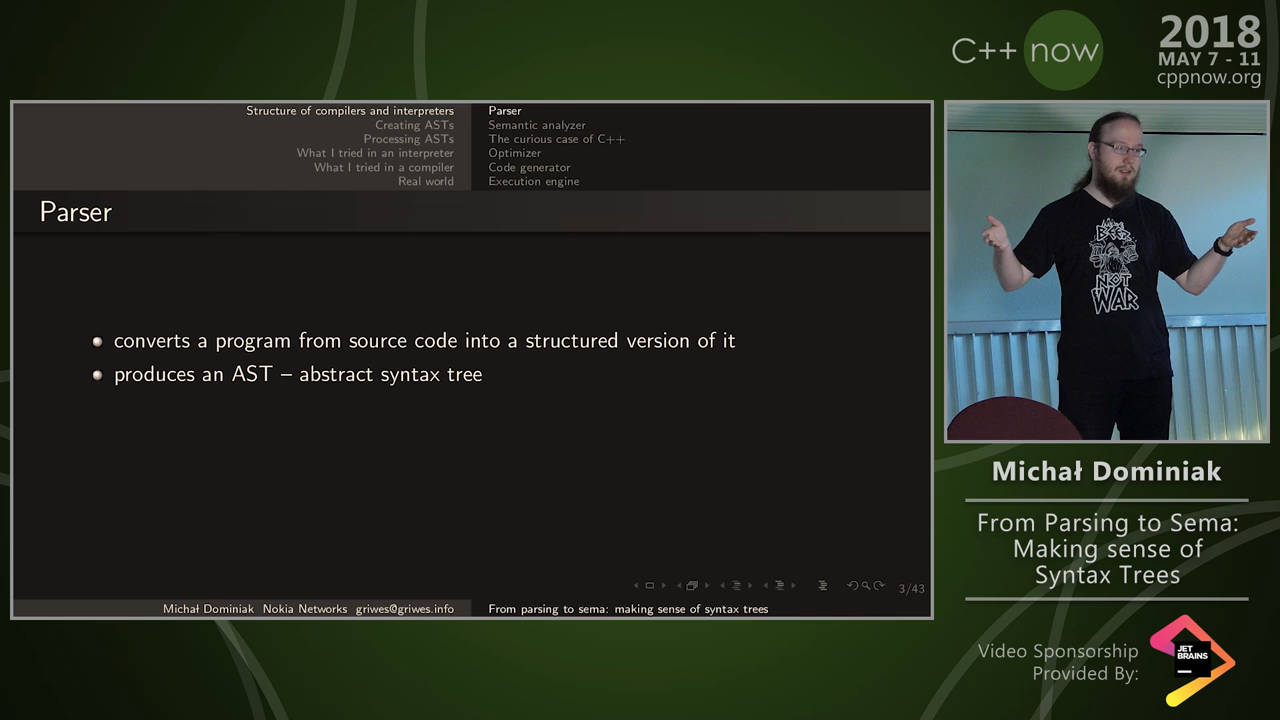 C++ now
2018
MAY 7 - 11
cppnow.org
Structure of compilers and interpreters
Creating ASTs
Processing ASTs
What I tried in an interpreter
What I tried in a compiler
Real world
Parser
Semantic analyzer
The curious case of C++
Optimizer
Code generator
Execution engine
Parser
converts a program from source code into a structured version of it
produces an AST – abstract syntax tree
3/43
Michał Dominiak Nokia Networks griwes@griwes.info
From parsing to sema: making sense of syntax trees
BEER
NOT
WAR
Michał Dominiak
From Parsing to Sema:
Making sense of
Syntax Trees
Video Sponsorship
Provided By:
JET
BRAINS